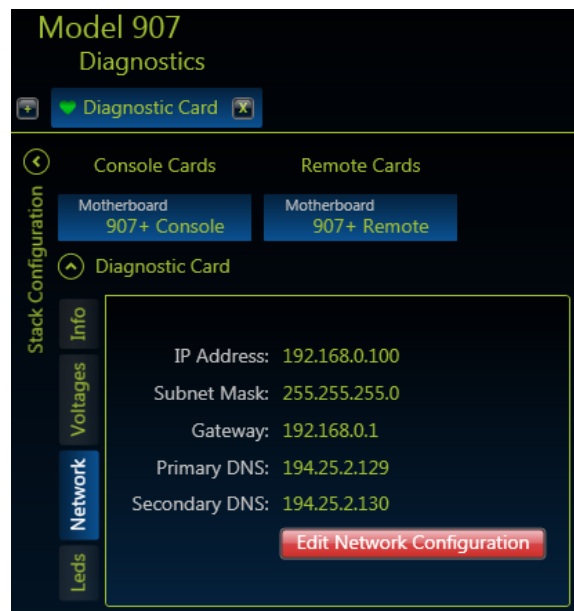 Model 907
Diagnostics
+
Diagnostic Card X
Console Cards Remote Cards
Motherboard Motherboard
907+ Console 907+ Remote
Stack Configuration
Diagnostic Card
Info
Voltages
Network
Leds
IP Address: 192.168.0.100
Subnet Mask: 255.255.255.0
Gateway: 192.168.0.1
Primary DNS: 194.25.2.129
Secondary DNS: 194.25.2.130
Edit Network Configuration